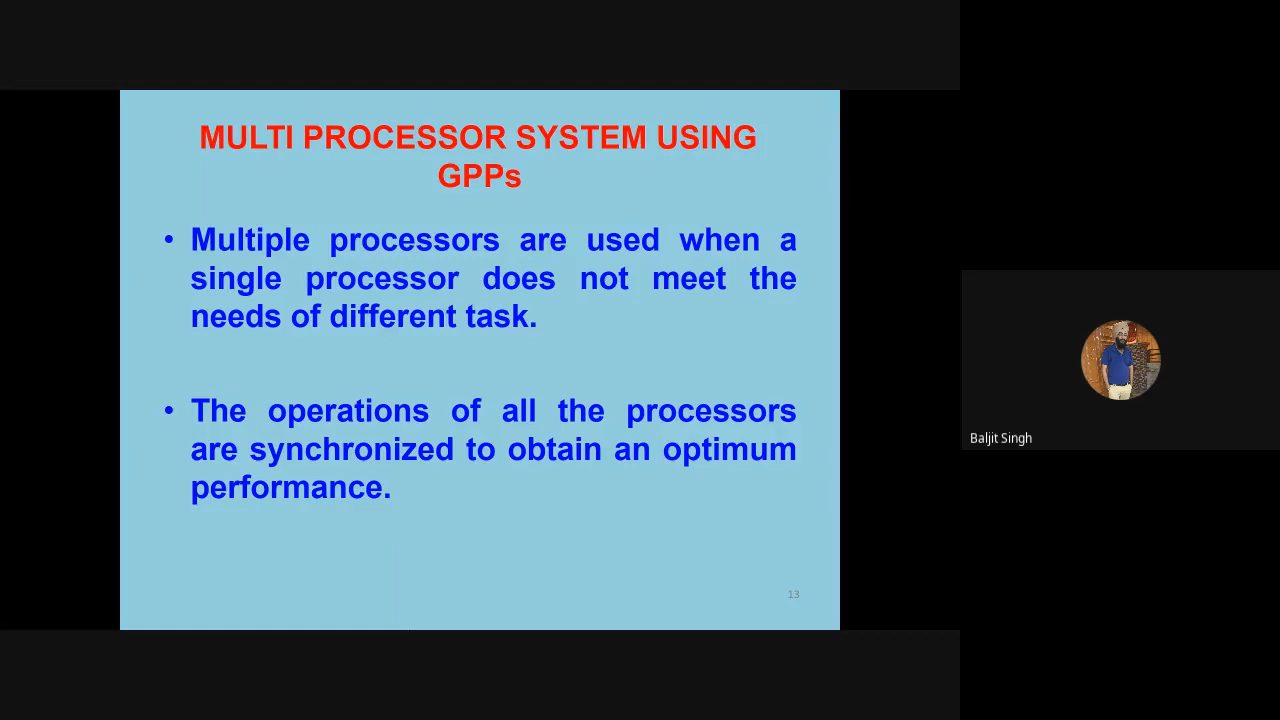 MULTI PROCESSOR SYSTEM USING
GPPs
• Multiple processors are used when a
single processor does not meet the
needs of different task.
• The operations of all the processors
are synchronized to obtain an optimum
performance.
13
Baljit Singh